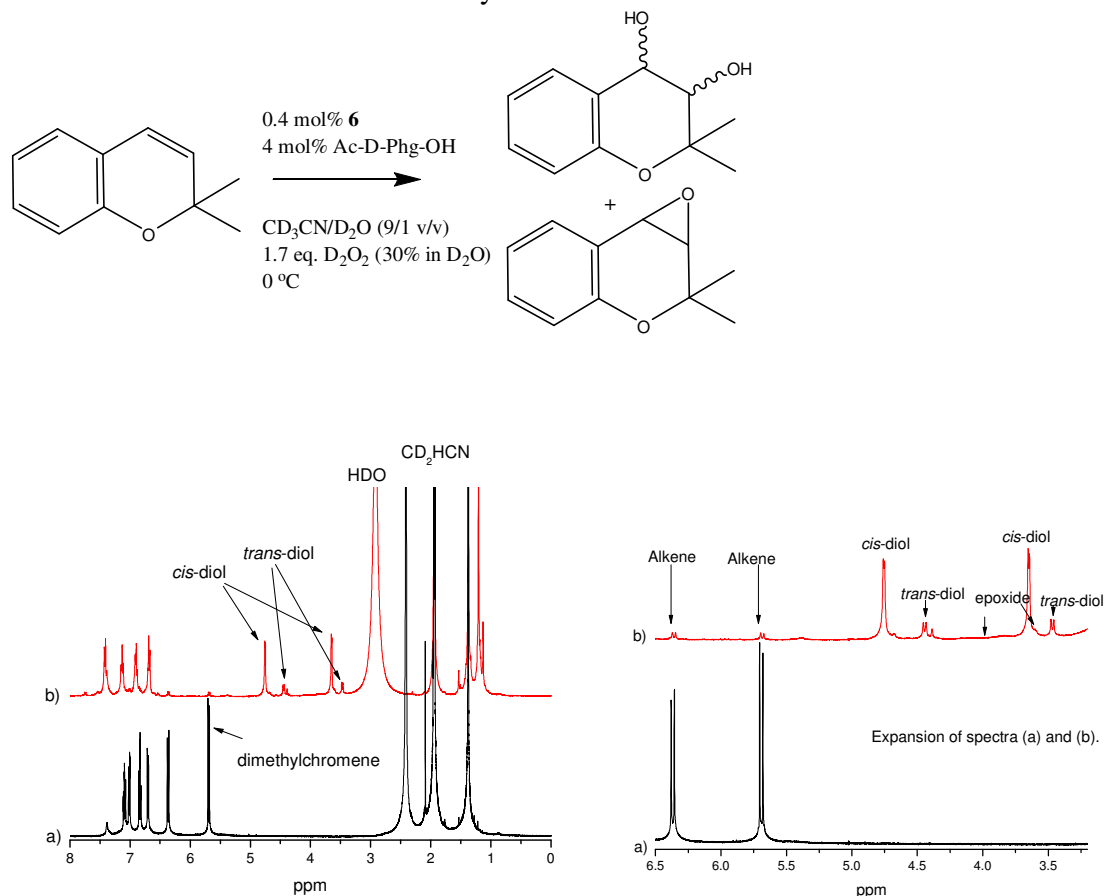 HO
OH
O
0.4 mol% 6
4 mol% Ac-D-Phg-OH
CD3CN/D2O (9/1 v/v)
1.7 eq. D2O2 (30% in D2O)
0 °C
O
+
O
O
CD2HCN
HDO
trans-diol
cis-diol
b)
dimethylchromene
a)
8 7 6 5 4 3 2 1 0
ppm
cis-diol
cis-diol
Alkene
Alkene
trans-diol
epoxide
trans-diol
b)
Expansion of spectra (a) and (b).
a)
6.5 6.0 5.5 5.0 4.5 4.0 3.5
ppm